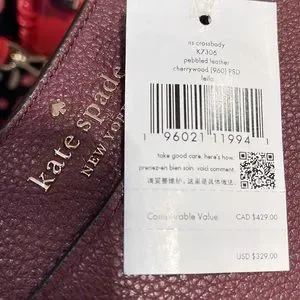 ns crossbody
K7306
pebbled leather
cherrywood (960) PSD
leila
1 96021 11994 1
take good care. here's how.
prenez-en bien soin. voici comment.
Comparable Value
CAD $429.00
USD $329.00
kate spade
NEW YORK